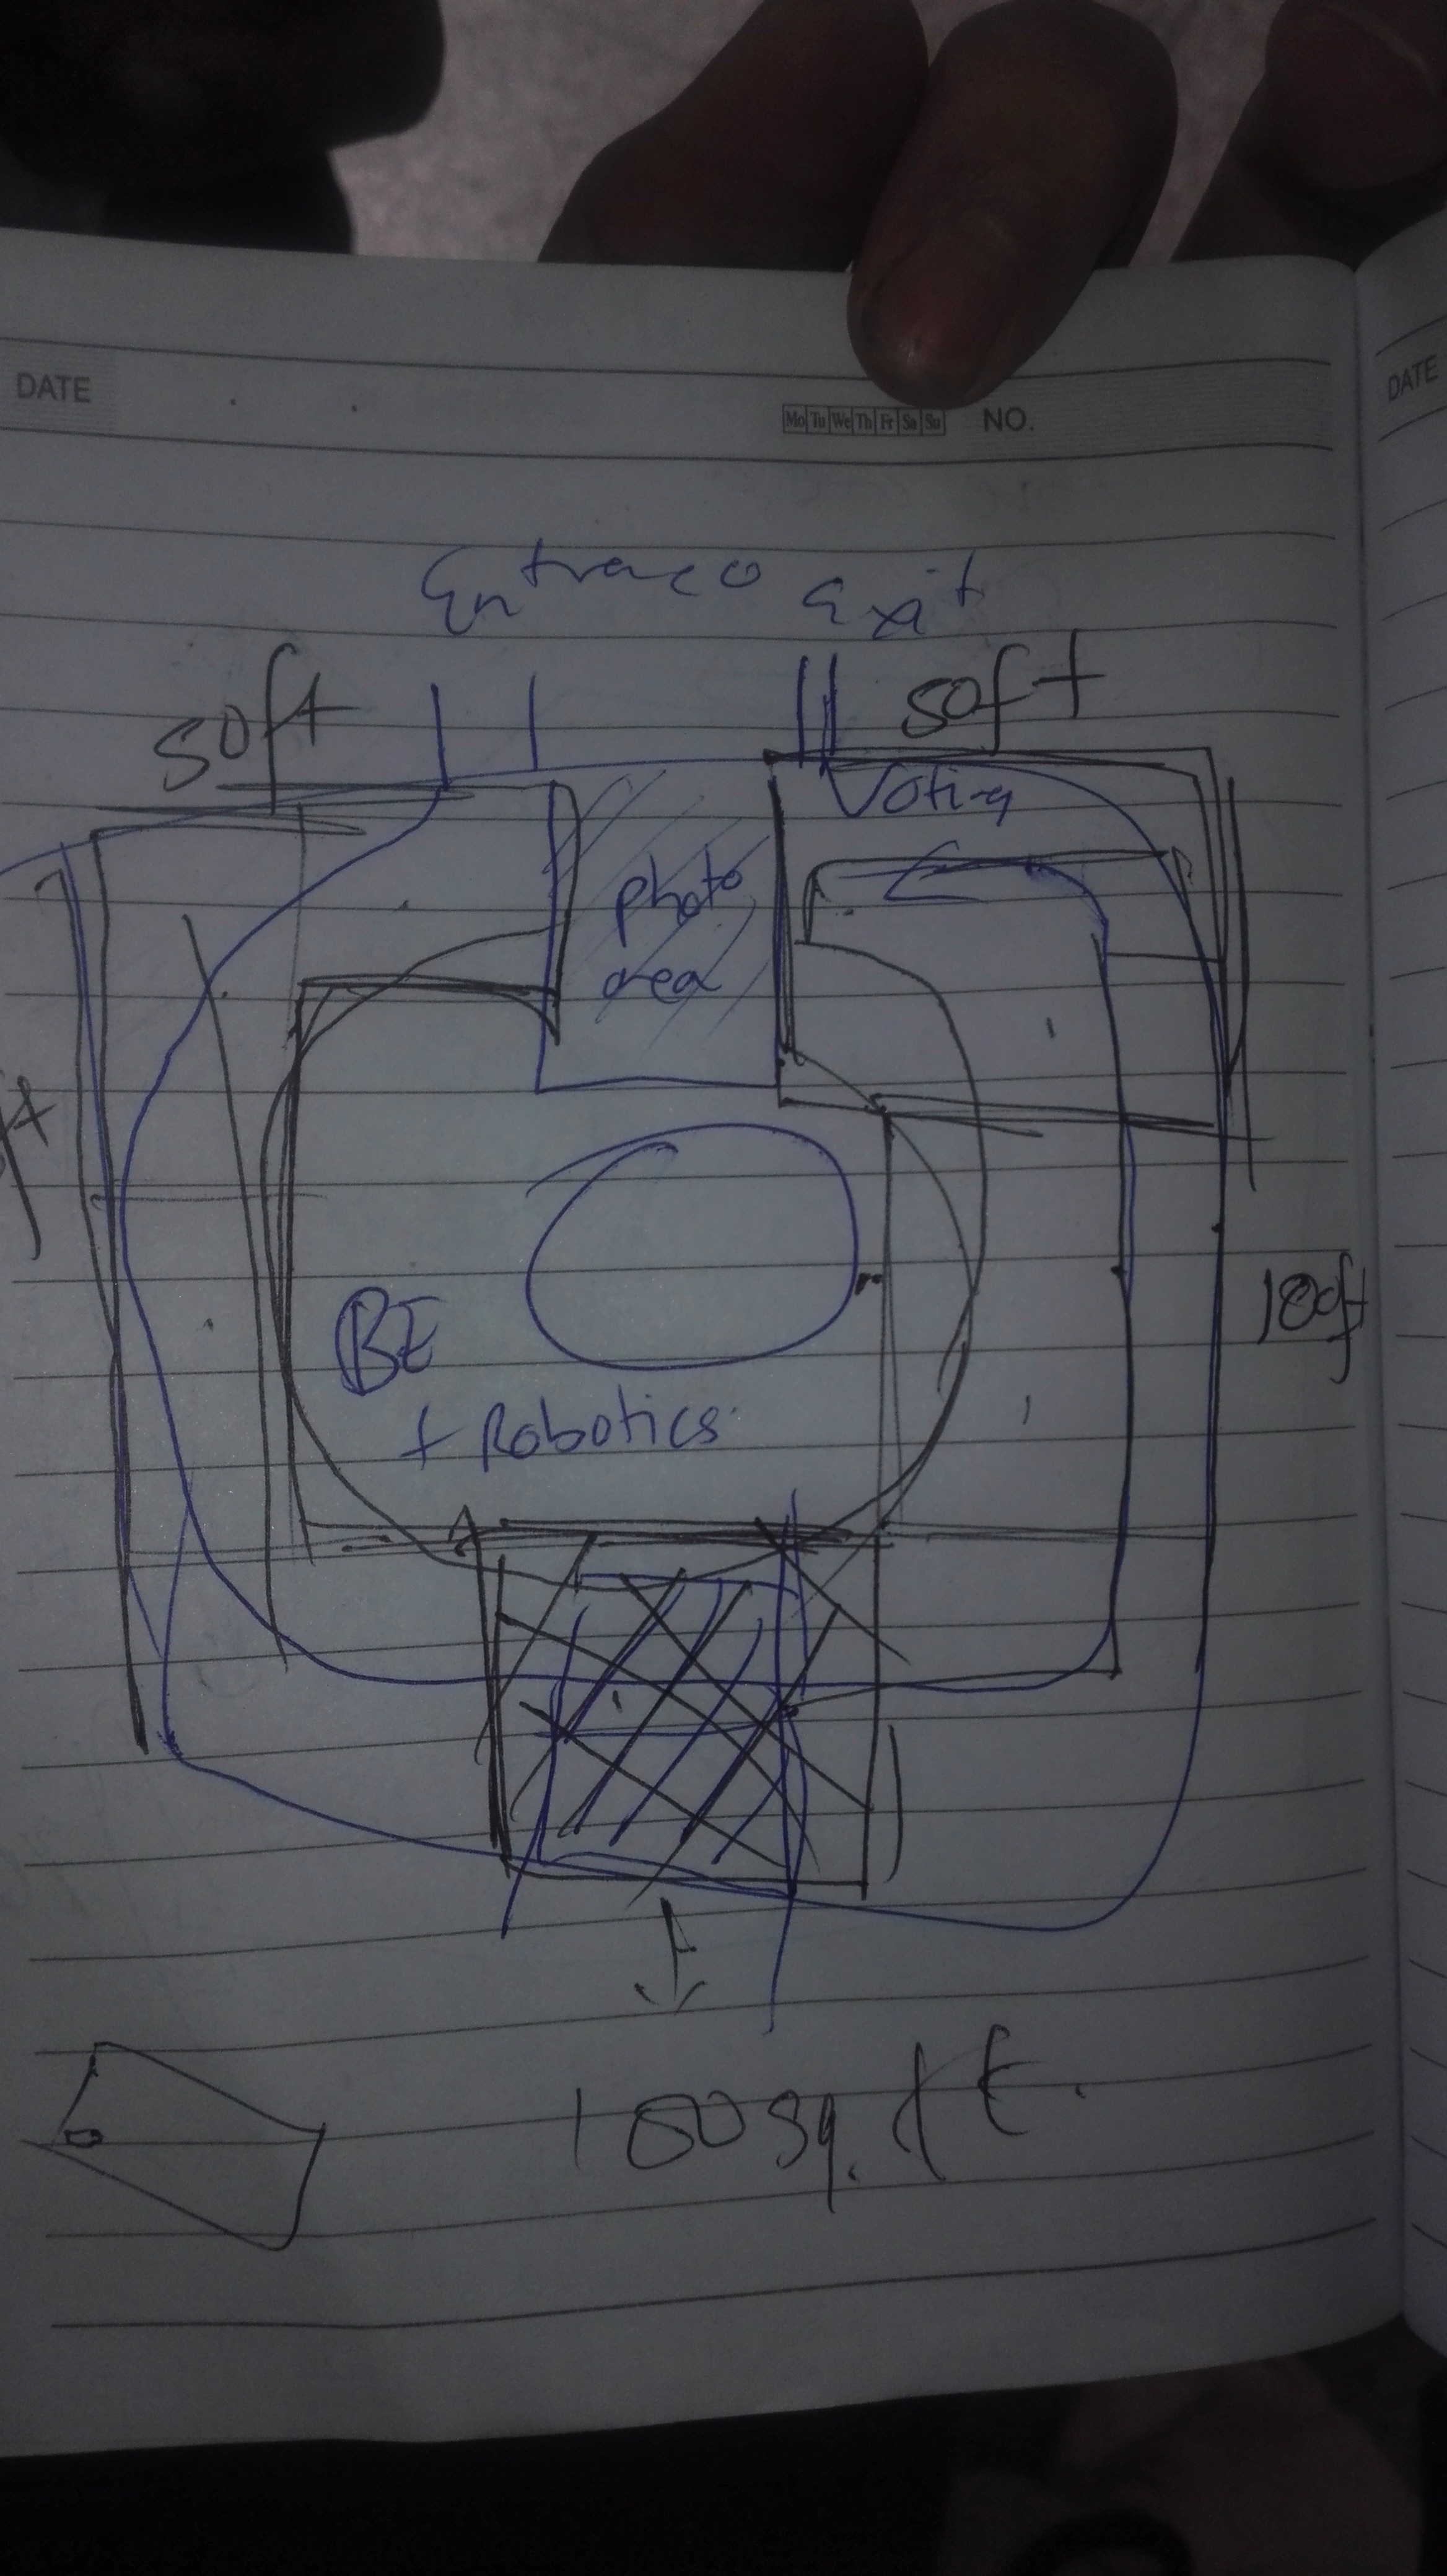 DATE
Mo Tu We Th Fr Sa Su NO.
DATE
Entrace Exit
50ft 50ft
Voting
photo
area
ft
100ft
BE
+ Robotics
100 sq. ft.